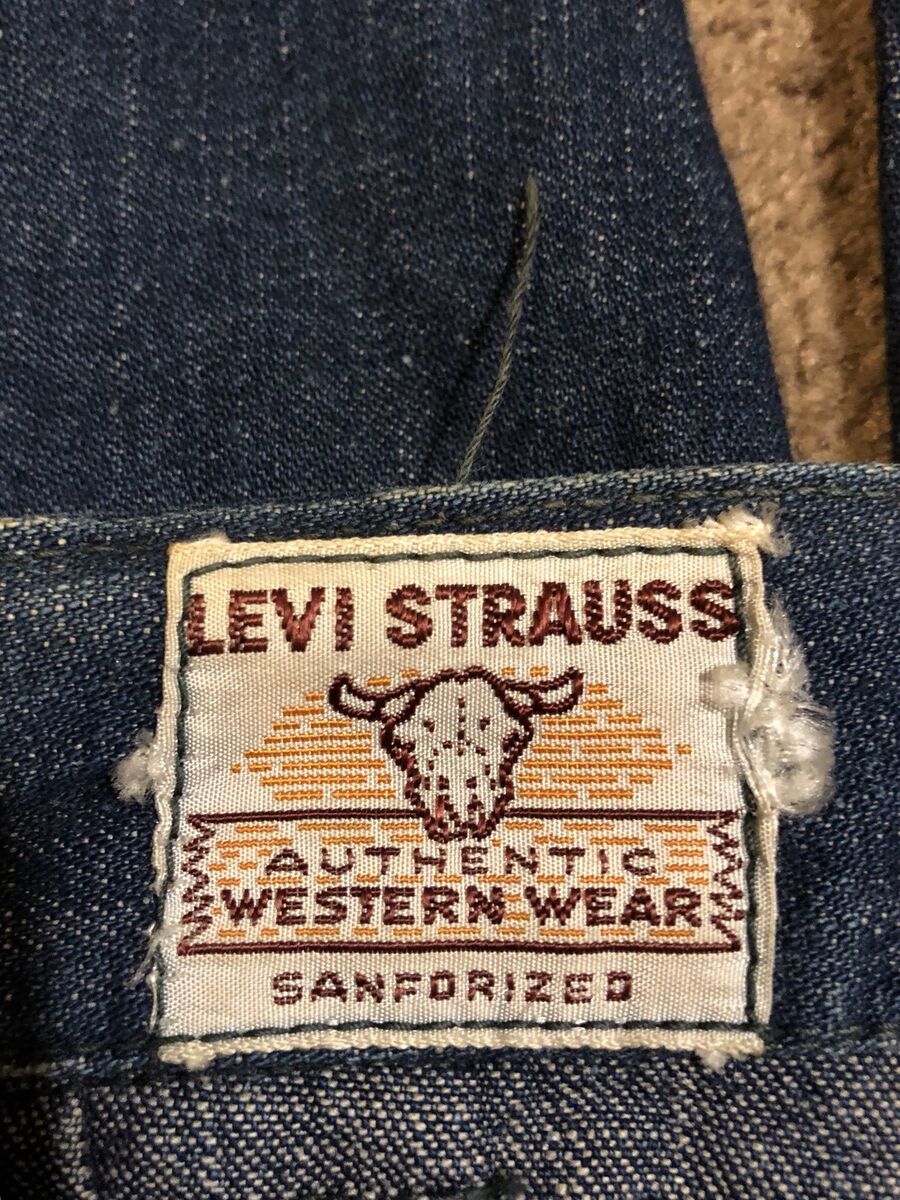 LEVI STRAUSS
AUTHENTIC
WESTERN WEAR
SANFORIZED